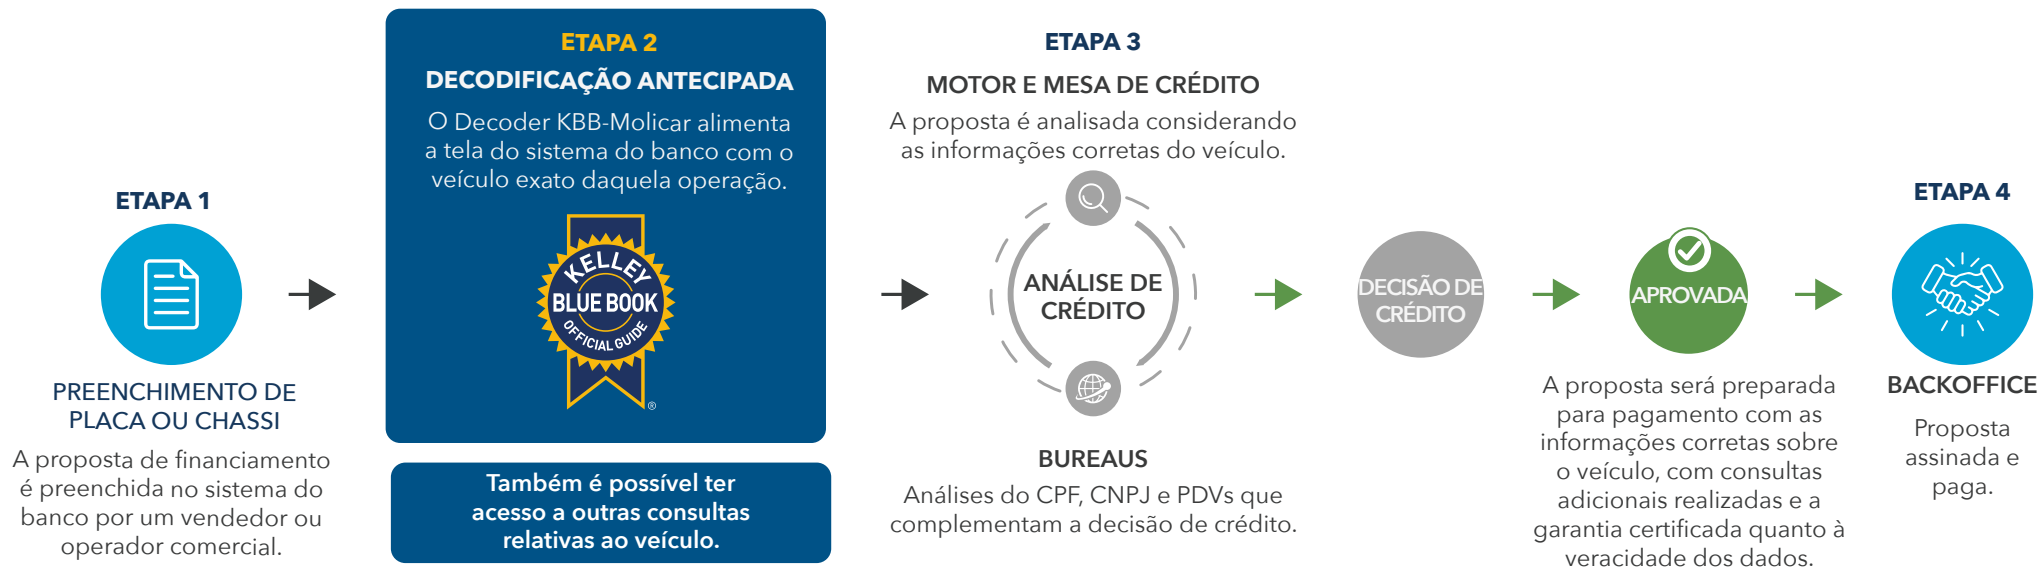 ETAPA 1
PREENCHIMENTO DE
PLACA OU CHASSI
A proposta de financiamento
é preenchida no sistema do
banco por um vendedor ou
operador comercial.
ETAPA 2
DECODIFICAÇÃO ANTECIPADA
O Decoder KBB-Molicar alimenta
a tela do sistema do banco com o
veículo exato daquela operação.
KELLEY
BLUE BOOK
OFFICIAL GUIDE
®
Também é possível ter
acesso a outras consultas
relativas ao veículo.
ETAPA 3
MOTOR E MESA DE CRÉDITO
A proposta é analisada considerando
as informações corretas do veículo.
ANÁLISE DE
CRÉDITO
BUREAUS
Análises do CPF, CNPJ e PDVs que
complementam a decisão de crédito.
DECISÃO DE
CRÉDITO
APROVADA
A proposta será preparada
para pagamento com as
informações corretas sobre
o veículo, com consultas
adicionais realizadas e a
garantia certificada quanto à
veracidade dos dados.
ETAPA 4
BACKOFFICE
Proposta
assinada e
paga.